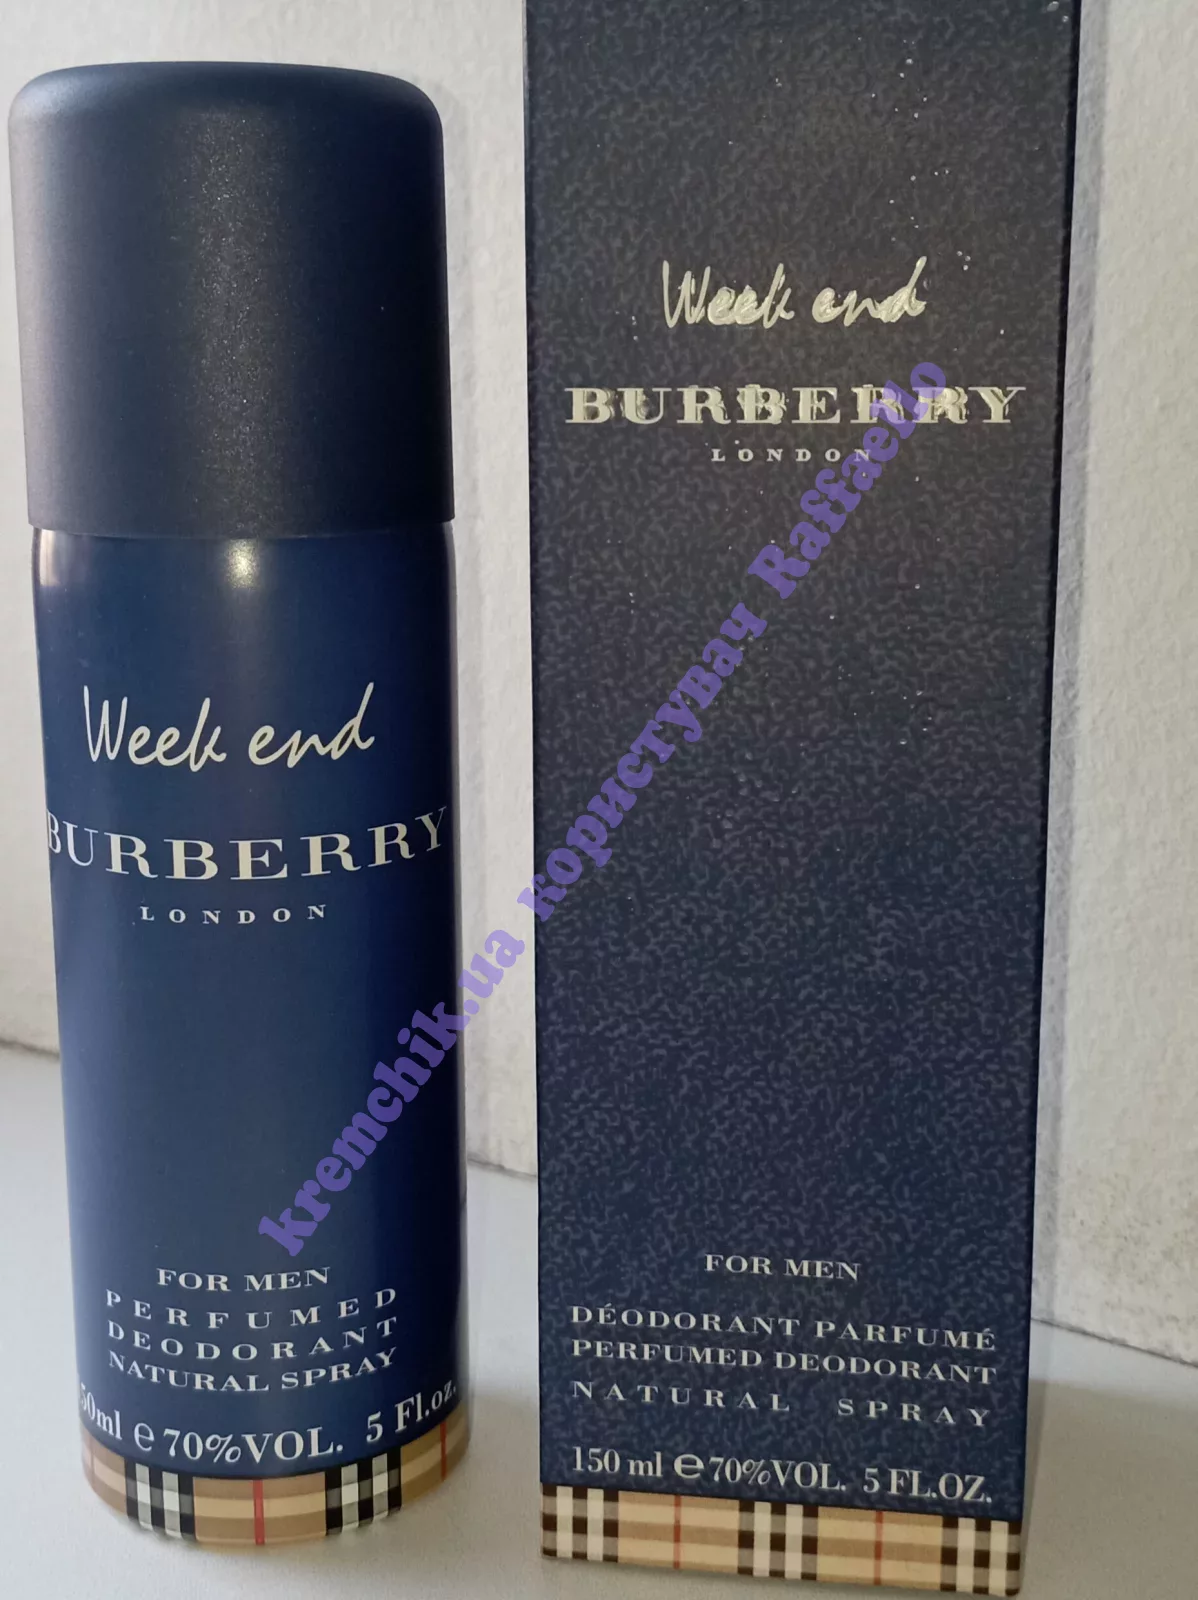 Week end
BURBERRY
LONDON
FOR MEN
PERFUMED
DEODORANT
NATURAL SPRAY
50ml e 70%VOL. 5 Fl.oz.
Week end
BURBERRY
LONDON
FOR MEN
DÉODORANT PARFUMÉ
PERFUMED DEODORANT
NATURAL SPRAY
150 ml e 70%VOL. 5 FL.OZ.
kremchik.ua користувач Raffaello